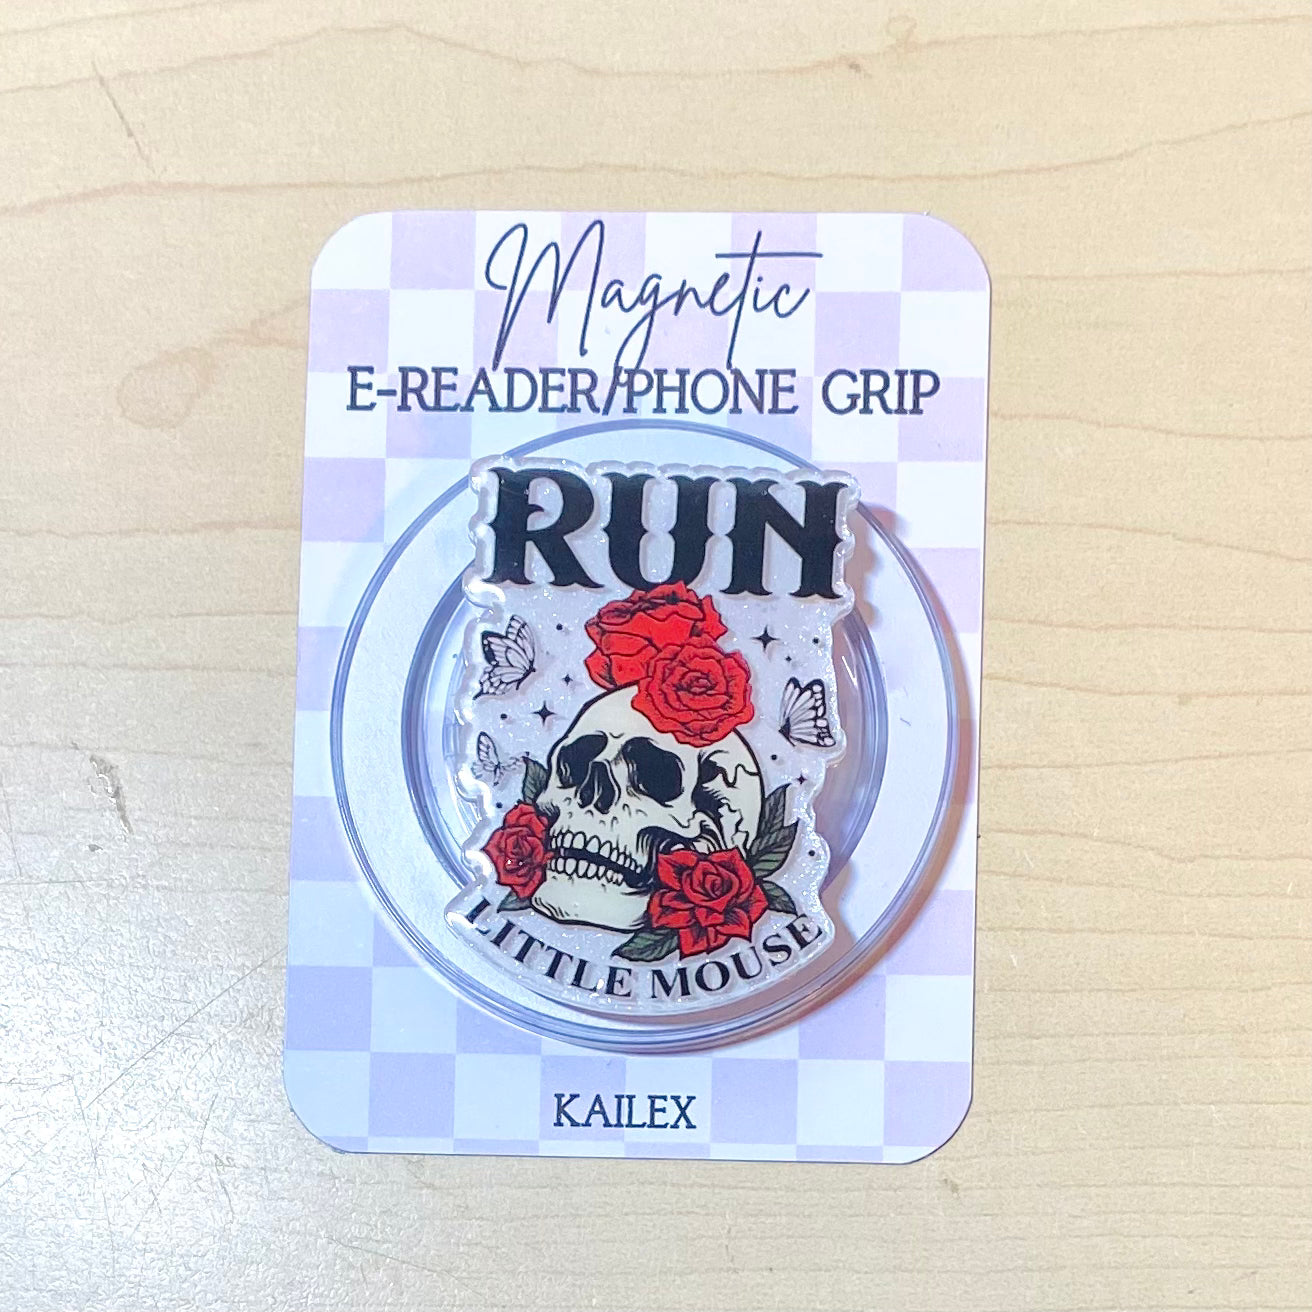 Magnetic
E-READER/PHONE GRIP
RUN
LITTLE MOUSE
KAILEX